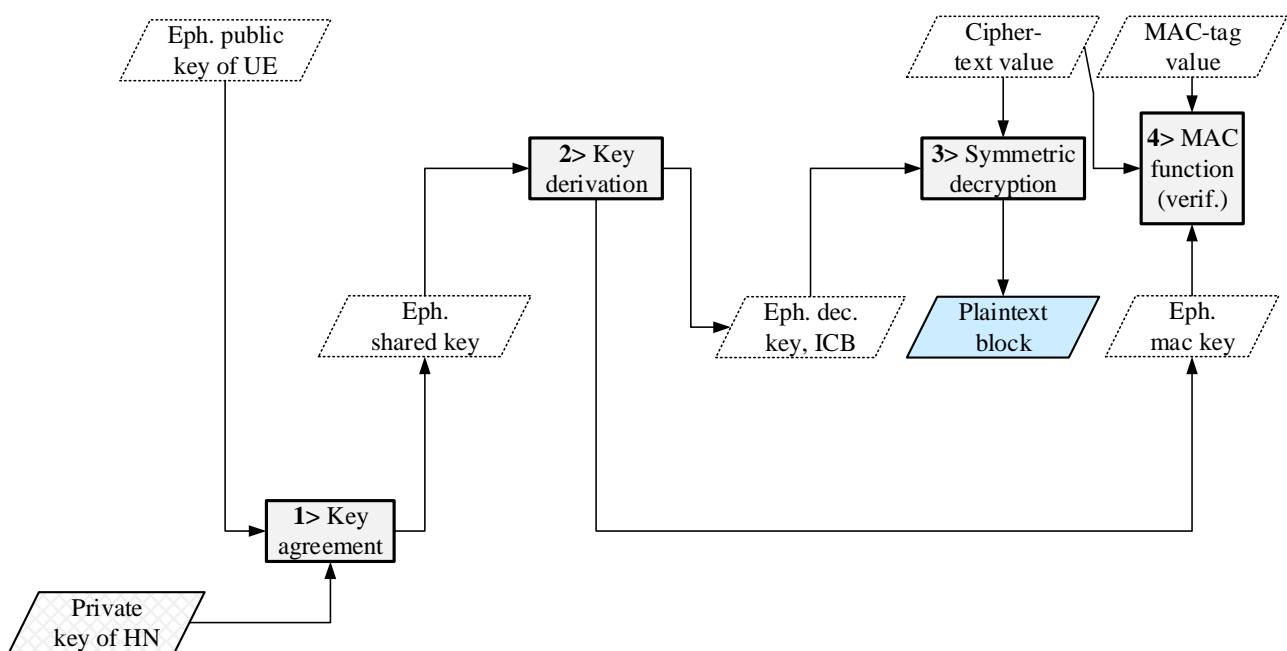 Eph. public
key of UE
Cipher-
text value
MAC-tag
value
2> Key
derivation
3> Symmetric
decryption
4> MAC
function
(verif.)
Eph.
shared key
Eph. dec.
key, ICB
Plaintext
block
Eph.
mac key
1> Key
agreement
Private
key of HN